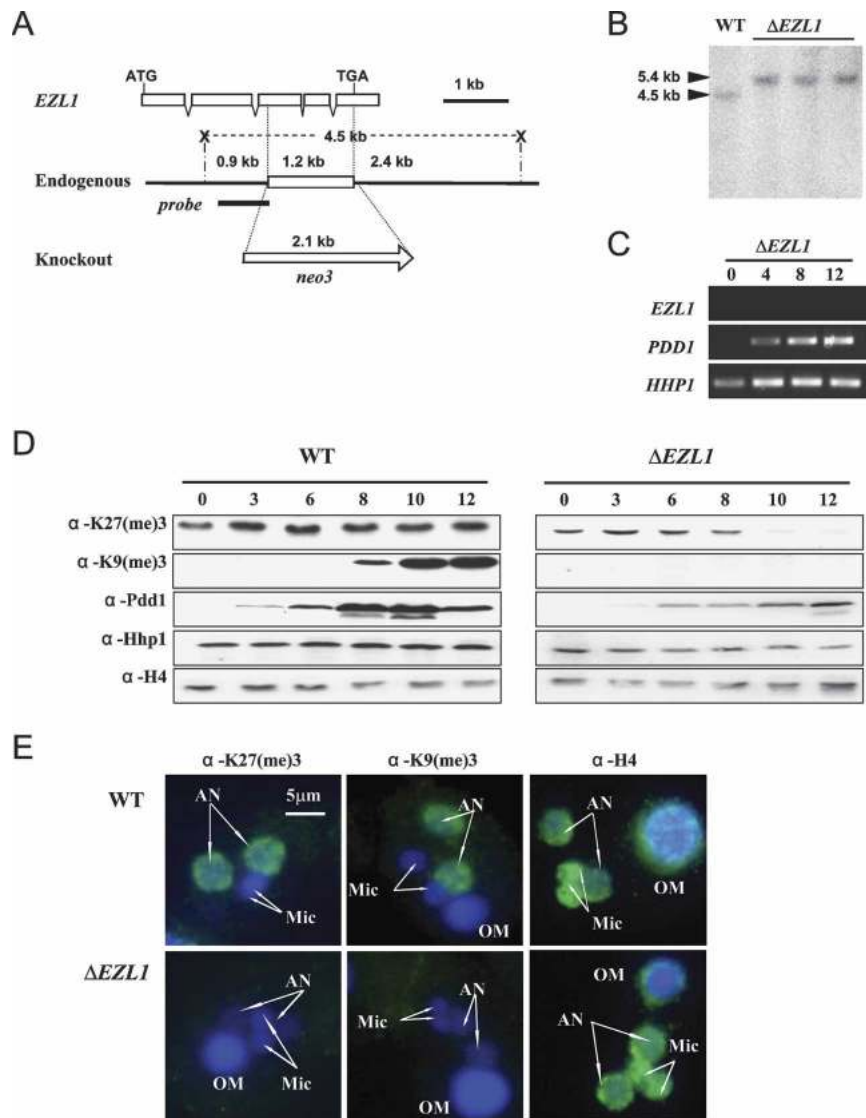 A
ATG
TGA
EZL1
1 kb
X
4.5 kb
X
0.9 kb
1.2 kb
2.4 kb
Endogenous
probe
2.1 kb
Knockout
neo3
B
WT
ΔEZL1
5.4 kb
4.5 kb
C
ΔEZL1
0 4 8 12
EZL1
PDD1
HHP1
D
WT
ΔEZL1
0 3 6 8 10 12
0 3 6 8 10 12
α-K27(me)3
α-K9(me)3
α-Pdd1
α-Hhp1
α-H4
E
α-K27(me)3
α-K9(me)3
α-H4
WT
AN
5μm
Mic
AN
Mic
OM
AN
OM
Mic
ΔEZL1
AN
OM
Mic
AN
Mic
OM
OM
AN
Mic